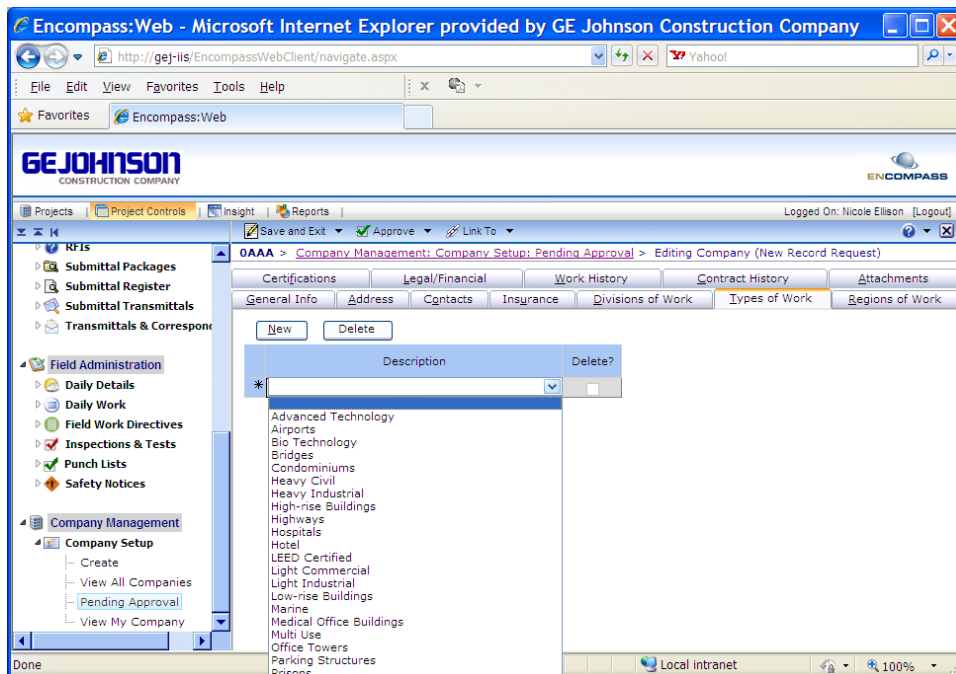 Encompass:Web - Microsoft Internet Explorer provided by GE Johnson Construction Company
http://gej-iis/EncompassWebClient/navigate.aspx
Yahoo!
File Edit View Favorites Tools Help
x
Favorites
Encompass:Web
GE JOHNSON
CONSTRUCTION COMPANY
ENCOMPASS
Projects | Project Controls | Insight | Reports |
Logged On: Nicole Ellison [Logout]
Save and Exit Approve Link To
0AAA > Company Management: Company Setup: Pending Approval > Editing Company (New Record Request)
RFIs
Submittal Packages
Submittal Register
Submittal Transmittals
Transmittals & Correspond
Field Administration
Daily Details
Daily Work
Field Work Directives
Inspections & Tests
Punch Lists
Safety Notices
Company Management
Company Setup
Create
View All Companies
Pending Approval
View My Company
Certifications Legal/Financial Work History Contract History Attachments
General Info Address Contacts Insurance Divisions of Work Types of Work Regions of Work
New Delete
Description Delete?
*
Advanced Technology
Airports
Bio Technology
Bridges
Condominiums
Heavy Civil
Heavy Industrial
High-rise Buildings
Highways
Hospitals
Hotel
LEED Certified
Light Commercial
Light Industrial
Low-rise Buildings
Marine
Medical Office Buildings
Multi Use
Office Towers
Parking Structures
Prisons
Done
Local intranet
100%